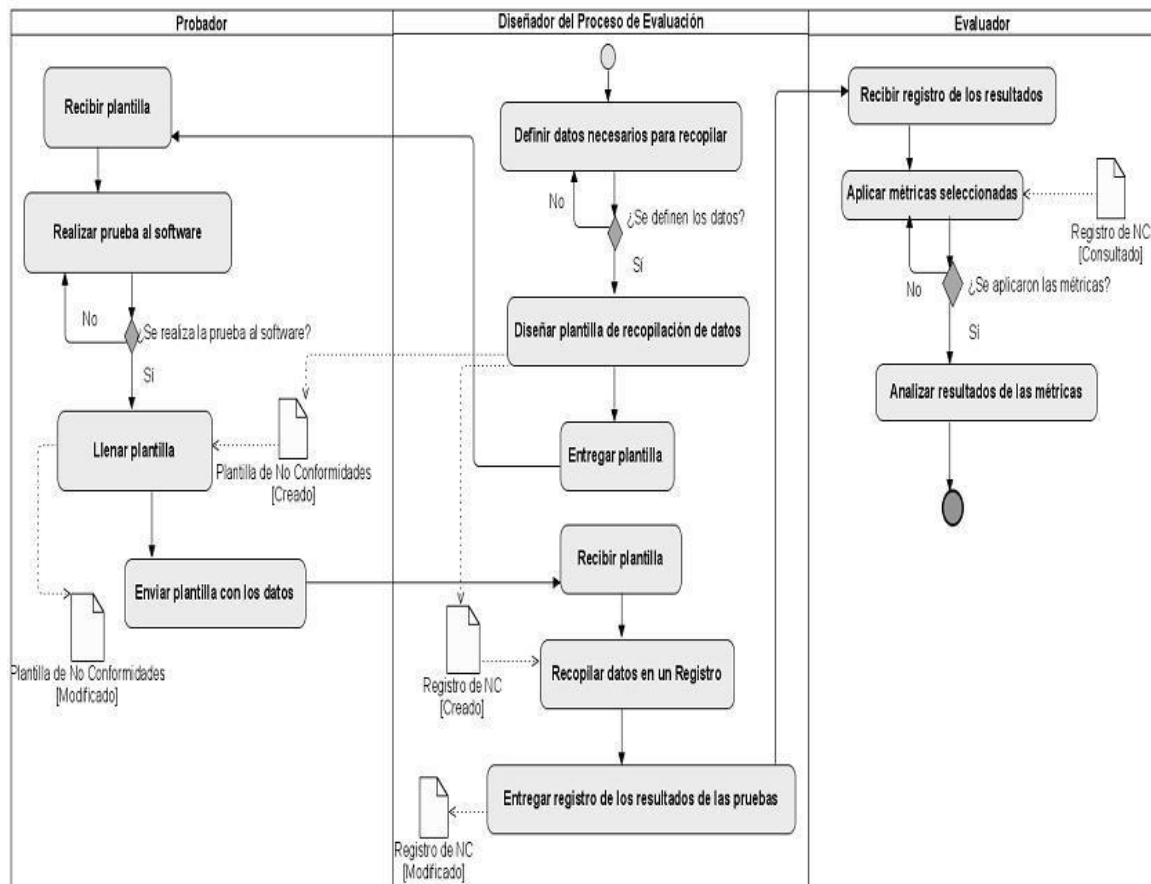 Probador
Diseñador del Proceso de Evaluación
Evaluador
Recibir plantilla
Realizar prueba al software
No
¿Se realiza la prueba al software?
Sí
Llenar plantilla
Plantilla de No Conformidades
[Creado]
Enviar plantilla con los datos
Plantilla de No Conformidades
[Modificado]
Definir datos necesarios para recopilar
No
¿Se definen los datos?
Sí
Diseñar plantilla de recopilación de datos
Entregar plantilla
Recibir plantilla
Registro de NC
[Creado]
Recopilar datos en un Registro
Entregar registro de los resultados de las pruebas
Registro de NC
[Modificado]
Recibir registro de los resultados
Aplicar métricas seleccionadas
Registro de NC
[Consultado]
No
¿Se aplicaron las métricas?
Sí
Analizar resultados de las métricas